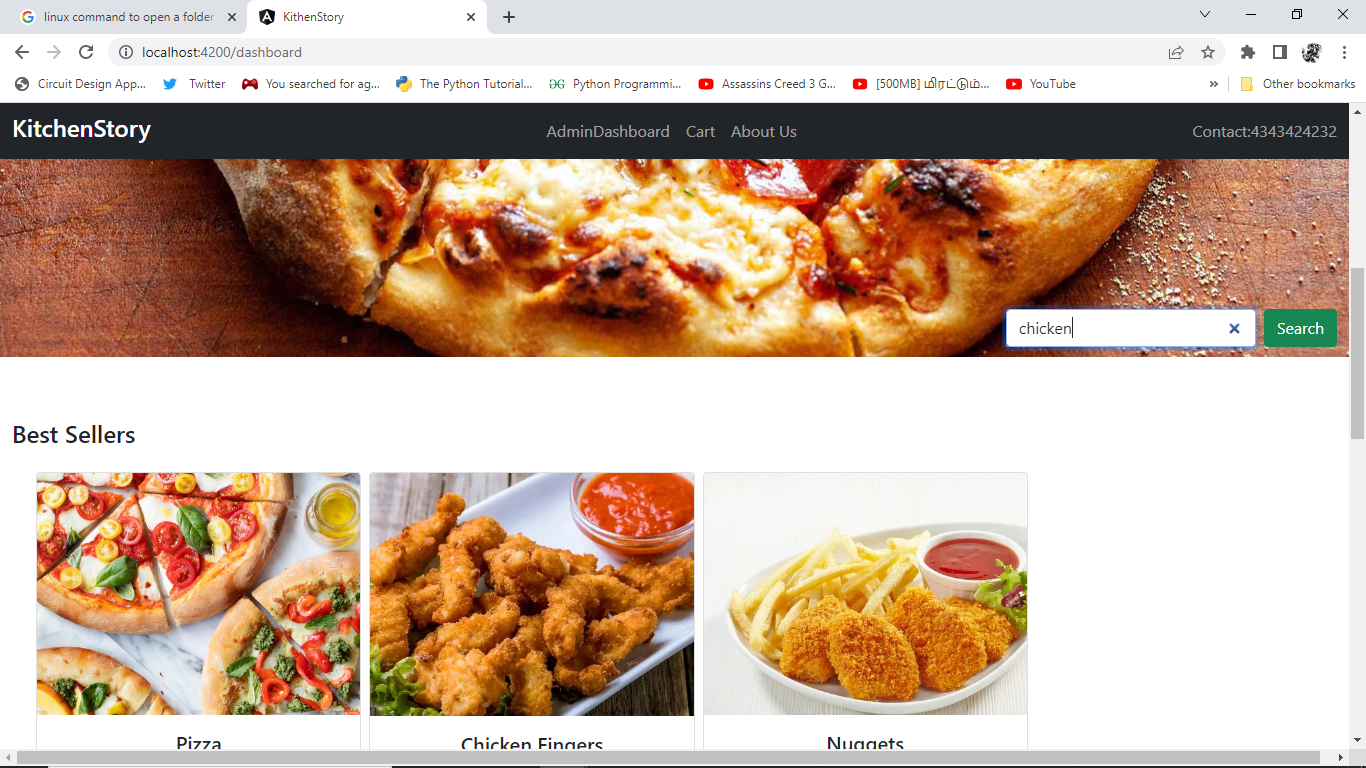 linux command to open a folder
KithenStory
localhost:4200/dashboard
Circuit Design App...
Twitter
You searched for ag...
The Python Tutorial...
Python Programmi...
Assassins Creed 3 G...
[500MB] மிரட்டும்...
YouTube
»
Other bookmarks
KitchenStory
AdminDashboard
Cart
About Us
Contact:4343424232
chicken
Search
Best Sellers
Pizza
Chicken Fingers
Nuggets